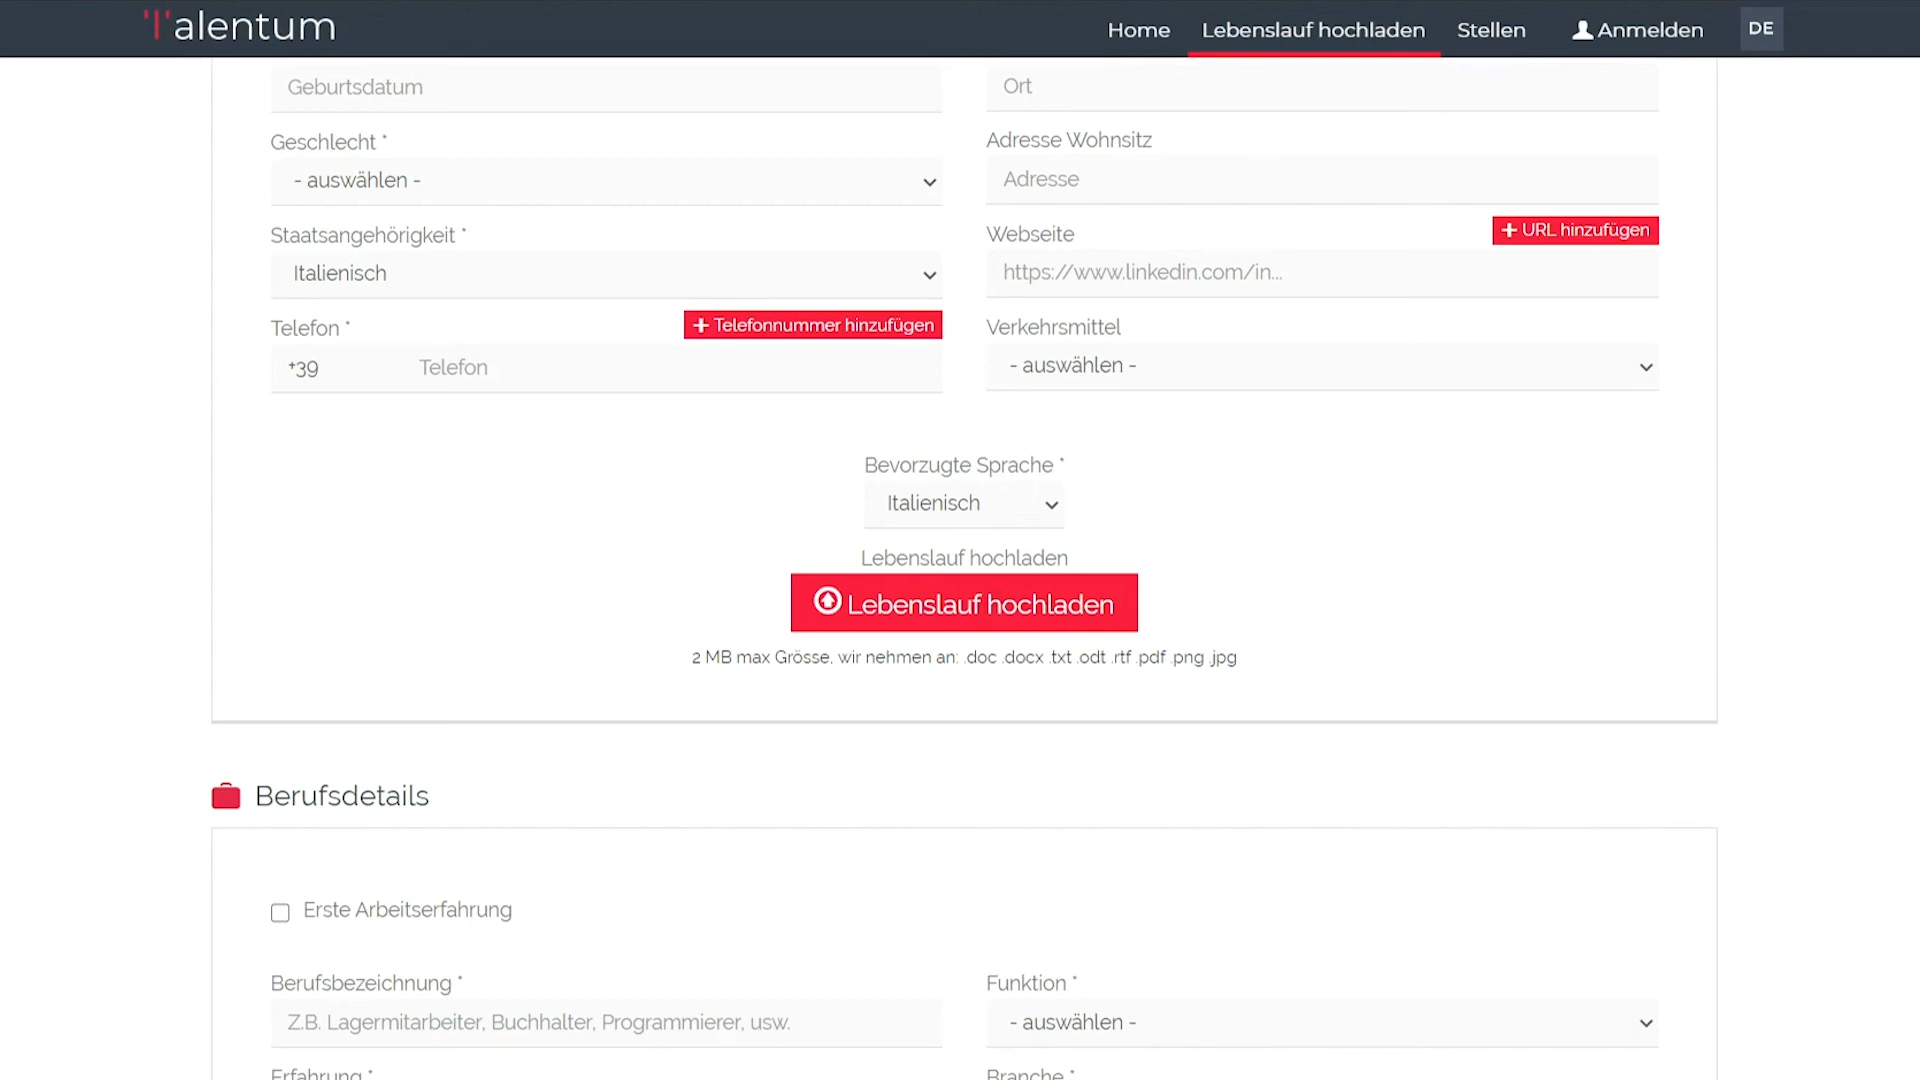 Talentum
Home Lebenslauf hochladen Stellen Anmelden DE
Geburtsdatum
Geschlecht *
- auswählen -
Staatsangehörigkeit *
Italienisch
Telefon *
+ Telefonnummer hinzufügen
+39 Telefon
Ort
Adresse Wohnsitz
Adresse
Webseite
+ URL hinzufügen
https://www.linkedin.com/in...
Verkehrsmittel
- auswählen -
Bevorzugte Sprache *
Italienisch
Lebenslauf hochladen
Lebenslauf hochladen
2 MB max Grösse, wir nehmen an: .doc .docx .txt .odt .rtf .pdf .png .jpg
Berufsdetails
Erste Arbeitserfahrung
Berufsbezeichnung *
Z.B. Lagermitarbeiter, Buchhalter, Programmierer, usw.
Funktion *
- auswählen -
Erfahrung *
Branche *